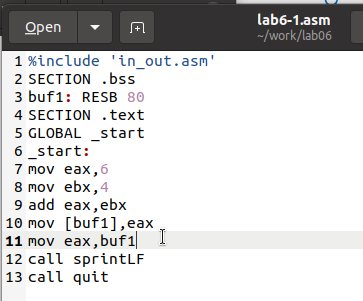 Open
lab6-1.asm
~/work/lab06
1 %include 'in_out.asm'
2 SECTION .bss
3 buf1: RESB 80
4 SECTION .text
5 GLOBAL _start
6 _start:
7 mov eax,6
8 mov ebx,4
9 add eax,ebx
10 mov [buf1],eax
11 mov eax,buf1
12 call sprintLF
13 call quit